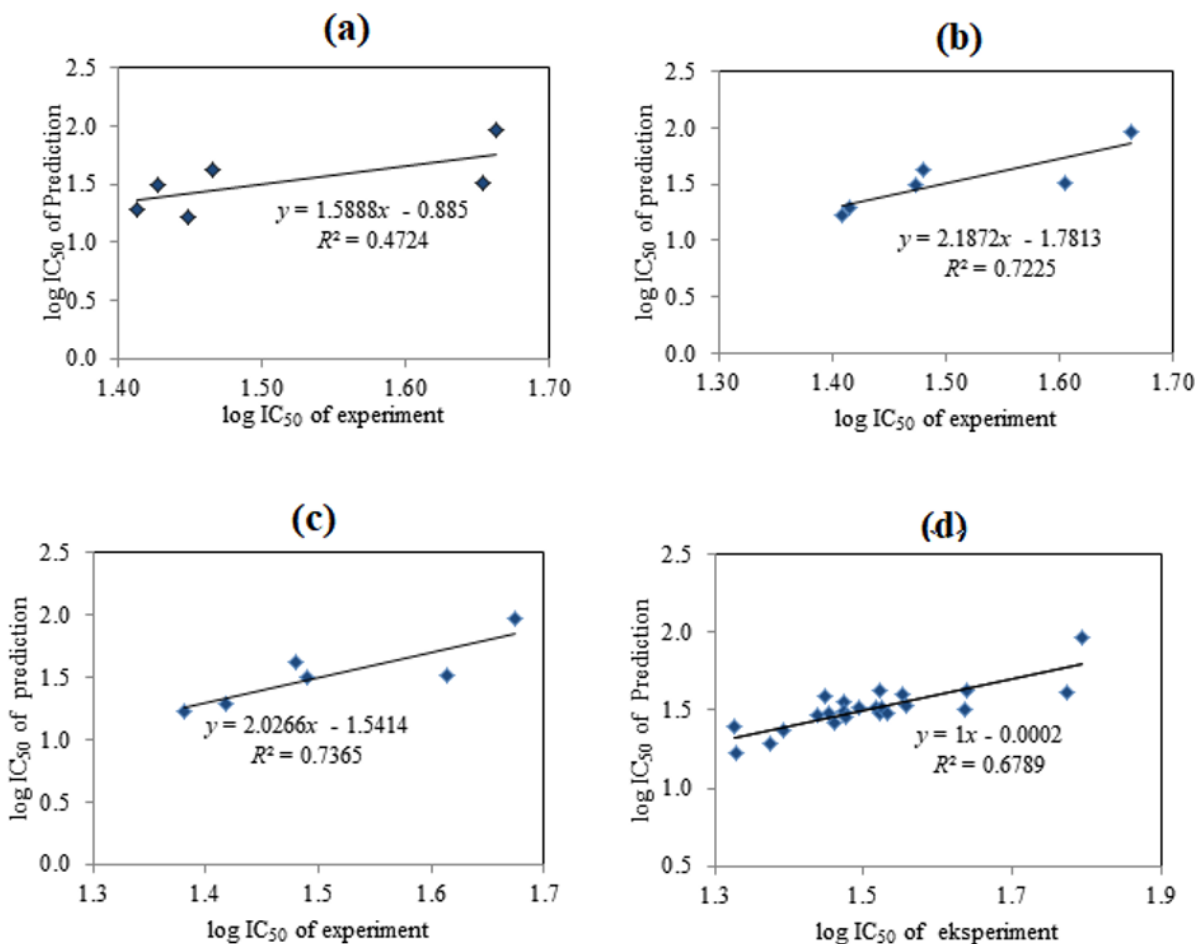 (a)
2.5
2.0
1.5
1.0
0.5
0.0
log IC50 of Prediction
y = 1.5888x - 0.885
R² = 0.4724
1.40 1.50 1.60 1.70
log IC50 of experiment
(b)
2.5
2.0
1.5
1.0
0.5
0.0
log IC50 of prediction
y = 2.1872x - 1.7813
R² = 0.7225
1.30 1.40 1.50 1.60 1.70
log IC50 of experiment
(c)
2.5
2.0
1.5
1.0
0.5
0.0
log IC50 of prediction
y = 2.0266x - 1.5414
R² = 0.7365
1.3 1.4 1.5 1.6 1.7
log IC50 of experiment
(d)
2.5
2.0
1.5
1.0
0.5
log IC50 of Prediction
y = 1x - 0.0002
R² = 0.6789
1.3 1.5 1.7 1.9
log IC50 of eksperiment